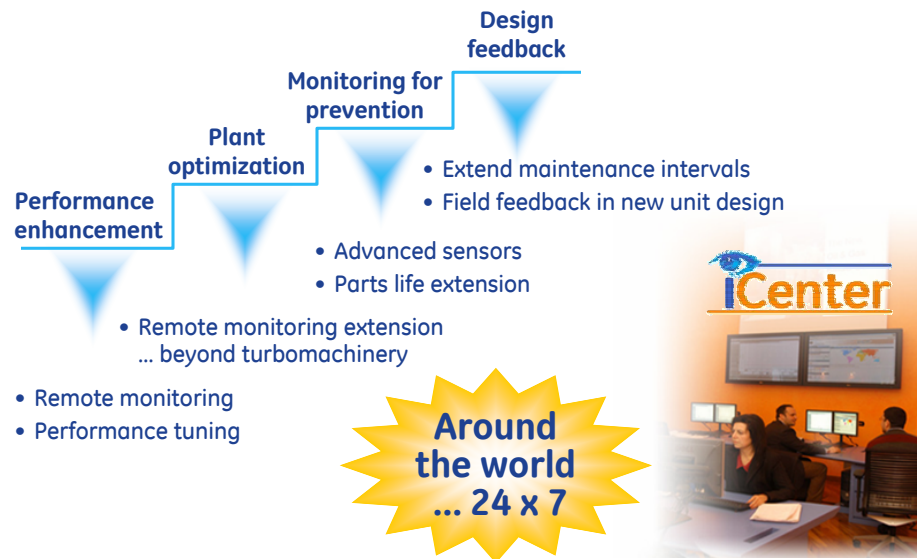 Design
feedback
Monitoring for
prevention
Plant
optimization
Performance
enhancement
• Extend maintenance intervals
• Field feedback in new unit design
• Advanced sensors
• Parts life extension
• Remote monitoring extension
... beyond turbomachinery
• Remote monitoring
• Performance tuning
iCenter
Around
the world
... 24 x 7